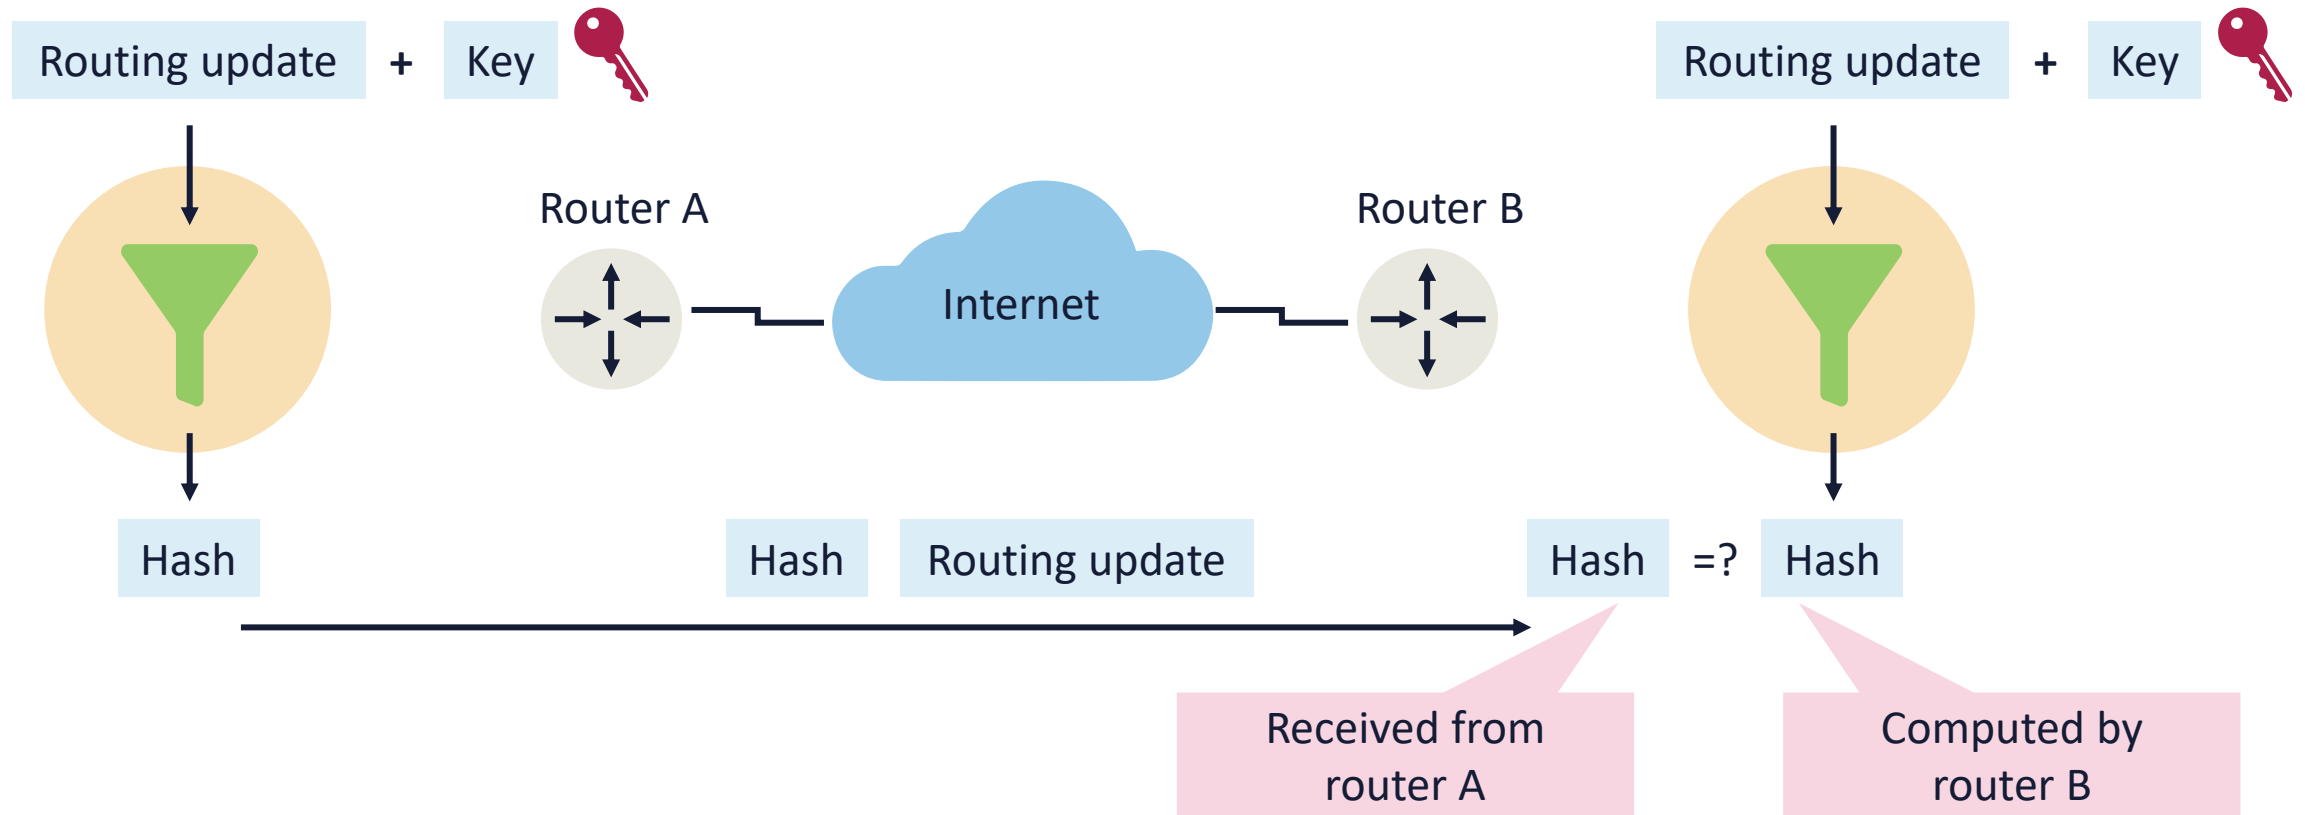 Routing update + Key
Routing update + Key
Router A
Router B
Internet
Hash
Hash Routing update
Hash =? Hash
Received from
router A
Computed by
router B